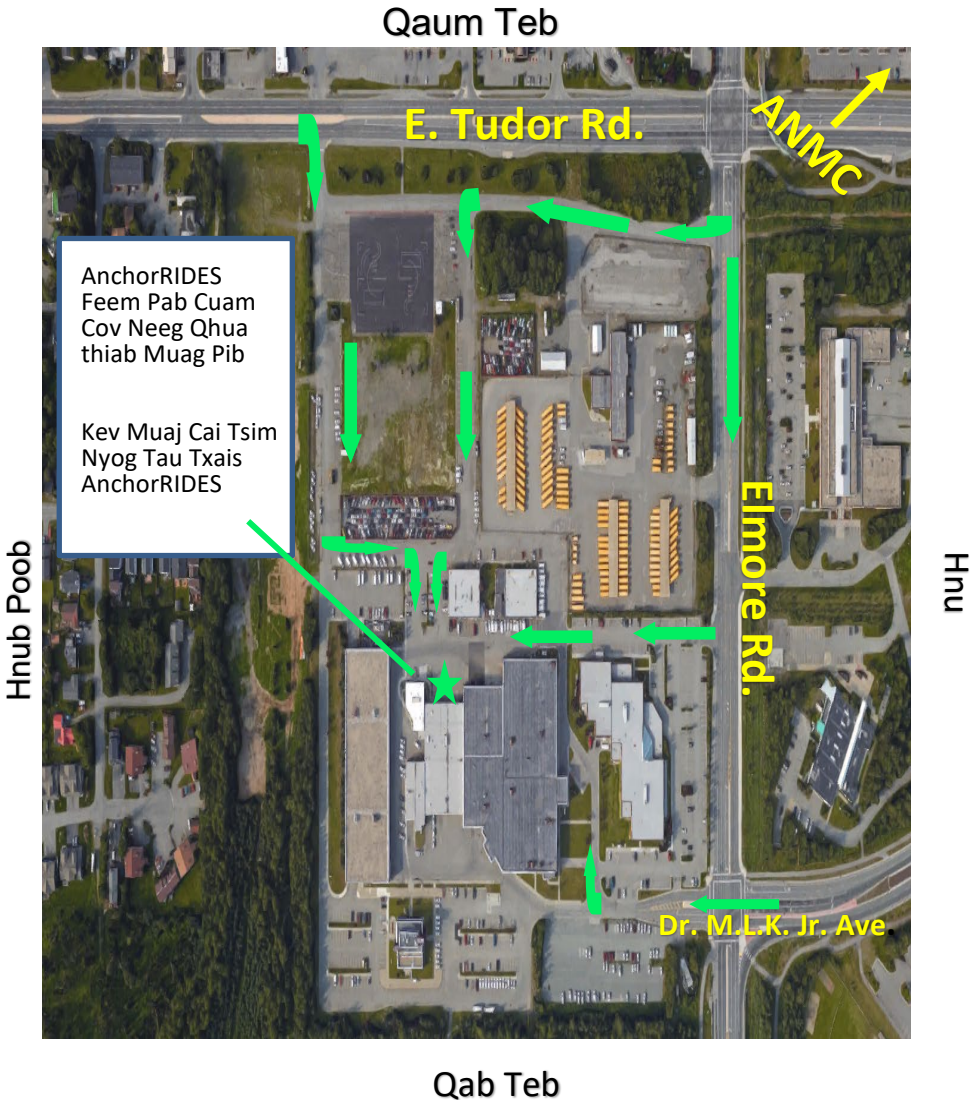 Qaum Teb
E. Tudor Rd.
ANMC
AnchorRIDES
Feem Pab Cuam
Cov Neeg Qhua
thiab Muag Pib
Kev Muaj Cai Tsim
Nyog Tau Txais
AnchorRIDES
Hnub Poob
Elmore Rd.
Hnu
Dr. M.L.K. Jr. Ave
Qab Teb